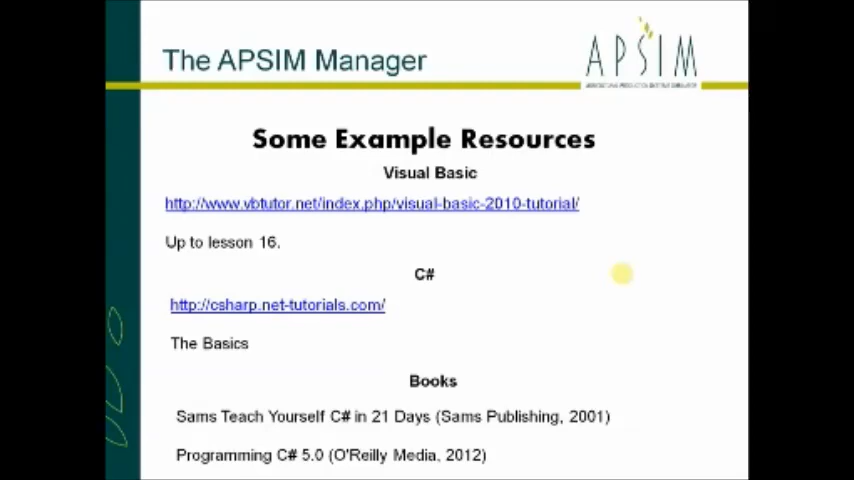 The APSIM Manager
APSIM
Some Example Resources
Visual Basic
http://www.vbtutor.net/index.php/visual-basic-2010-tutorial/
Up to lesson 16.
C#
http://csharp.net-tutorials.com/
The Basics
Books
Sams Teach Yourself C# in 21 Days (Sams Publishing, 2001)
Programming C# 5.0 (O'Reilly Media, 2012)